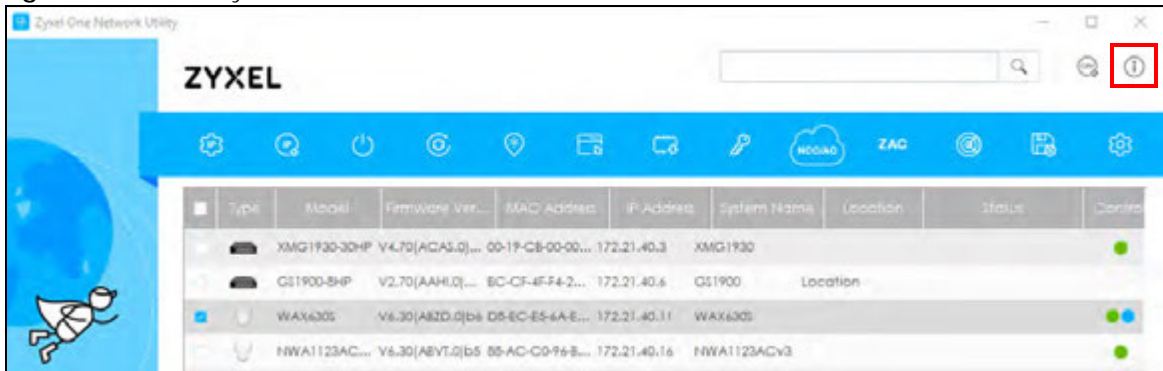 Zyxel One Network Utility
ZYXEL
NCC/AC ZAC
Type Model Firmware Ver... MAC Address IP Address System Name Location Status Control
XMG1930-30HP V4.70(ACAS.0)... 00-19-CB-00-00... 172.21.40.3 XMG1930
GS1900-8HP V2.70(AAHI.0)... BC-CF-4F-F4-2... 172.21.40.6 GS1900 Location
WAX630S V6.30(ABZD.0)b6 D8-EC-E5-6A-E... 172.21.40.11 WAX630S
NWA1123AC... V6.30(ABVT.0)b5 B8-AC-C0-96-B... 172.21.40.16 NWA1123ACv3